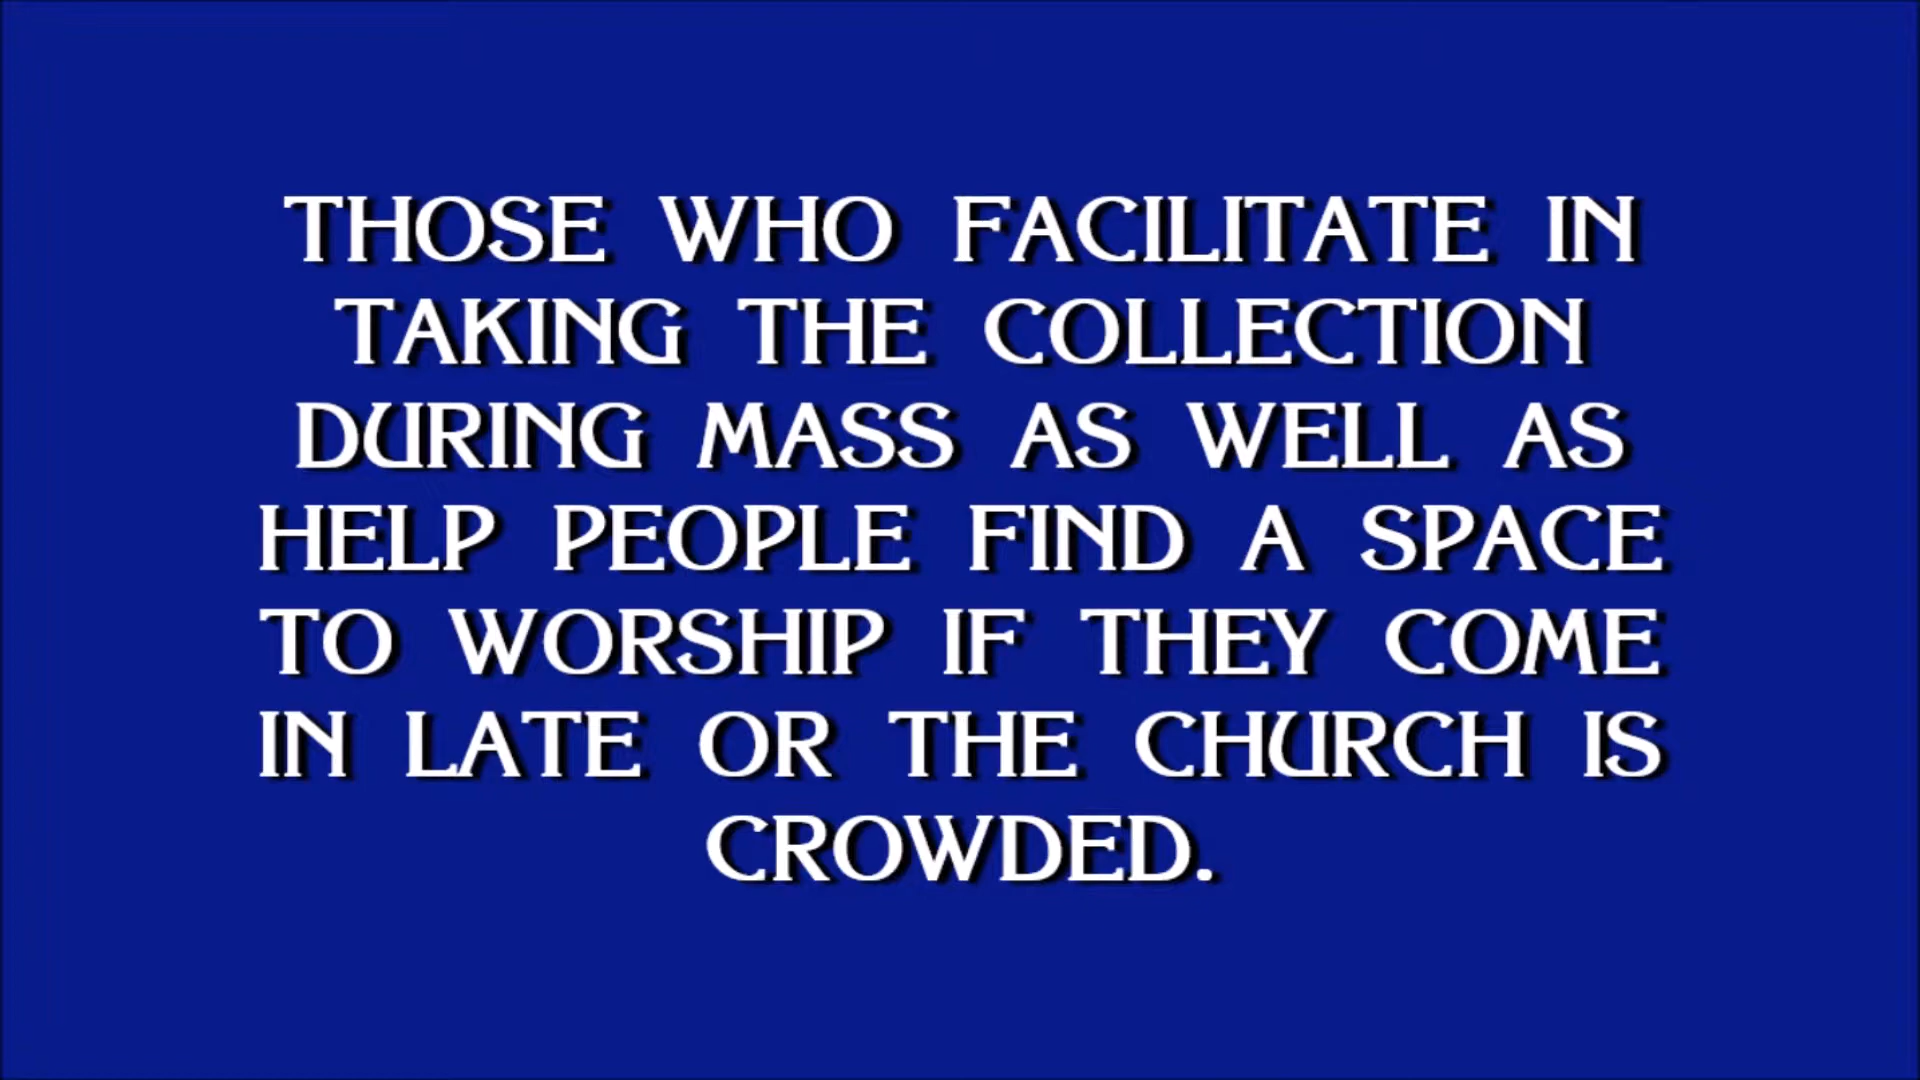 THOSE WHO FACILITATE IN
TAKING THE COLLECTION
DURING MASS AS WELL AS
HELP PEOPLE FIND A SPACE
TO WORSHIP IF THEY COME
IN LATE OR THE CHURCH IS
CROWDED.